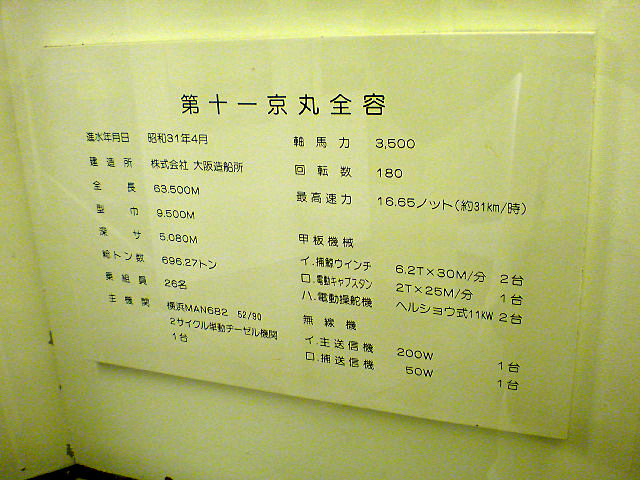 第十一京丸全容
進水年月日 昭和31年4月
建造所 株式会社 大阪造船所
全長 63,500M
型巾 9,500M
深サ 5,080M
総トン数 696.27トン
乗組員 26名
主機関 横浜MAN682 52/90
2サイクル単動チーゼル機関
1台
軸馬力 3,500
回転数 180
最高速力 16.65ノット(約31Km/時)
甲板機械
イ.捕鯨ウインチ 6.2T×30M/分 2台
ロ.電動キャプスタン 2T×25M/分 1台
ハ.電動操舵機 ヘルショウ式11KW 2台
無線機
イ.主送信機 200W 1台
ロ.捕送信機 50W 1台